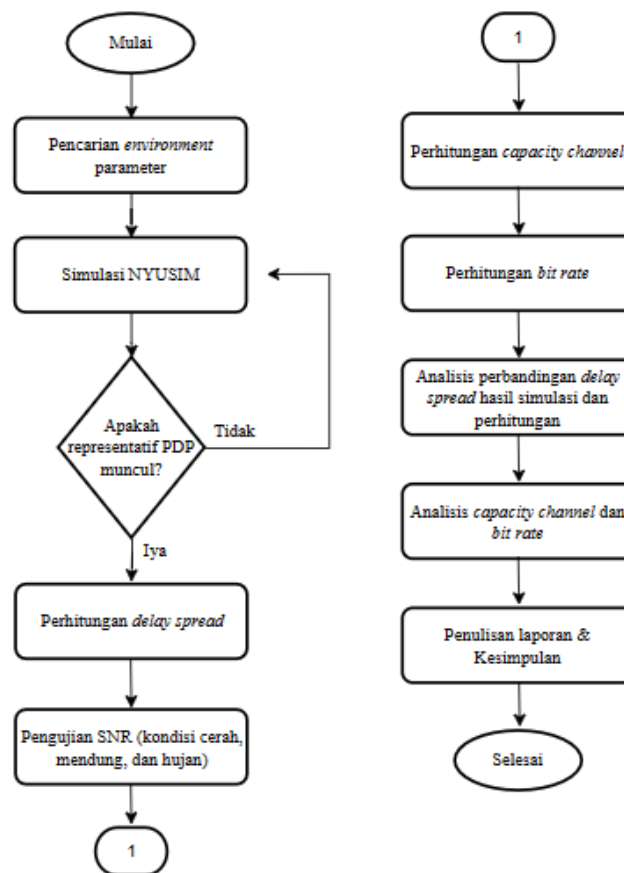 Mulai
Pencarian environment
parameter
Simulasi NYUSIM
Apakah
representatif PDP
muncul?
Tidak
Iya
Perhitungan delay spread
Pengujian SNR (kondisi cerah,
mendung, dan hujan)
1
1
Perhitungan capacity channel
Perhitungan bit rate
Analisis perbandingan delay
spread hasil simulasi dan
perhitungan
Analisis capacity channel dan
bit rate
Penulisan laporan &
Kesimpulan
Selesai